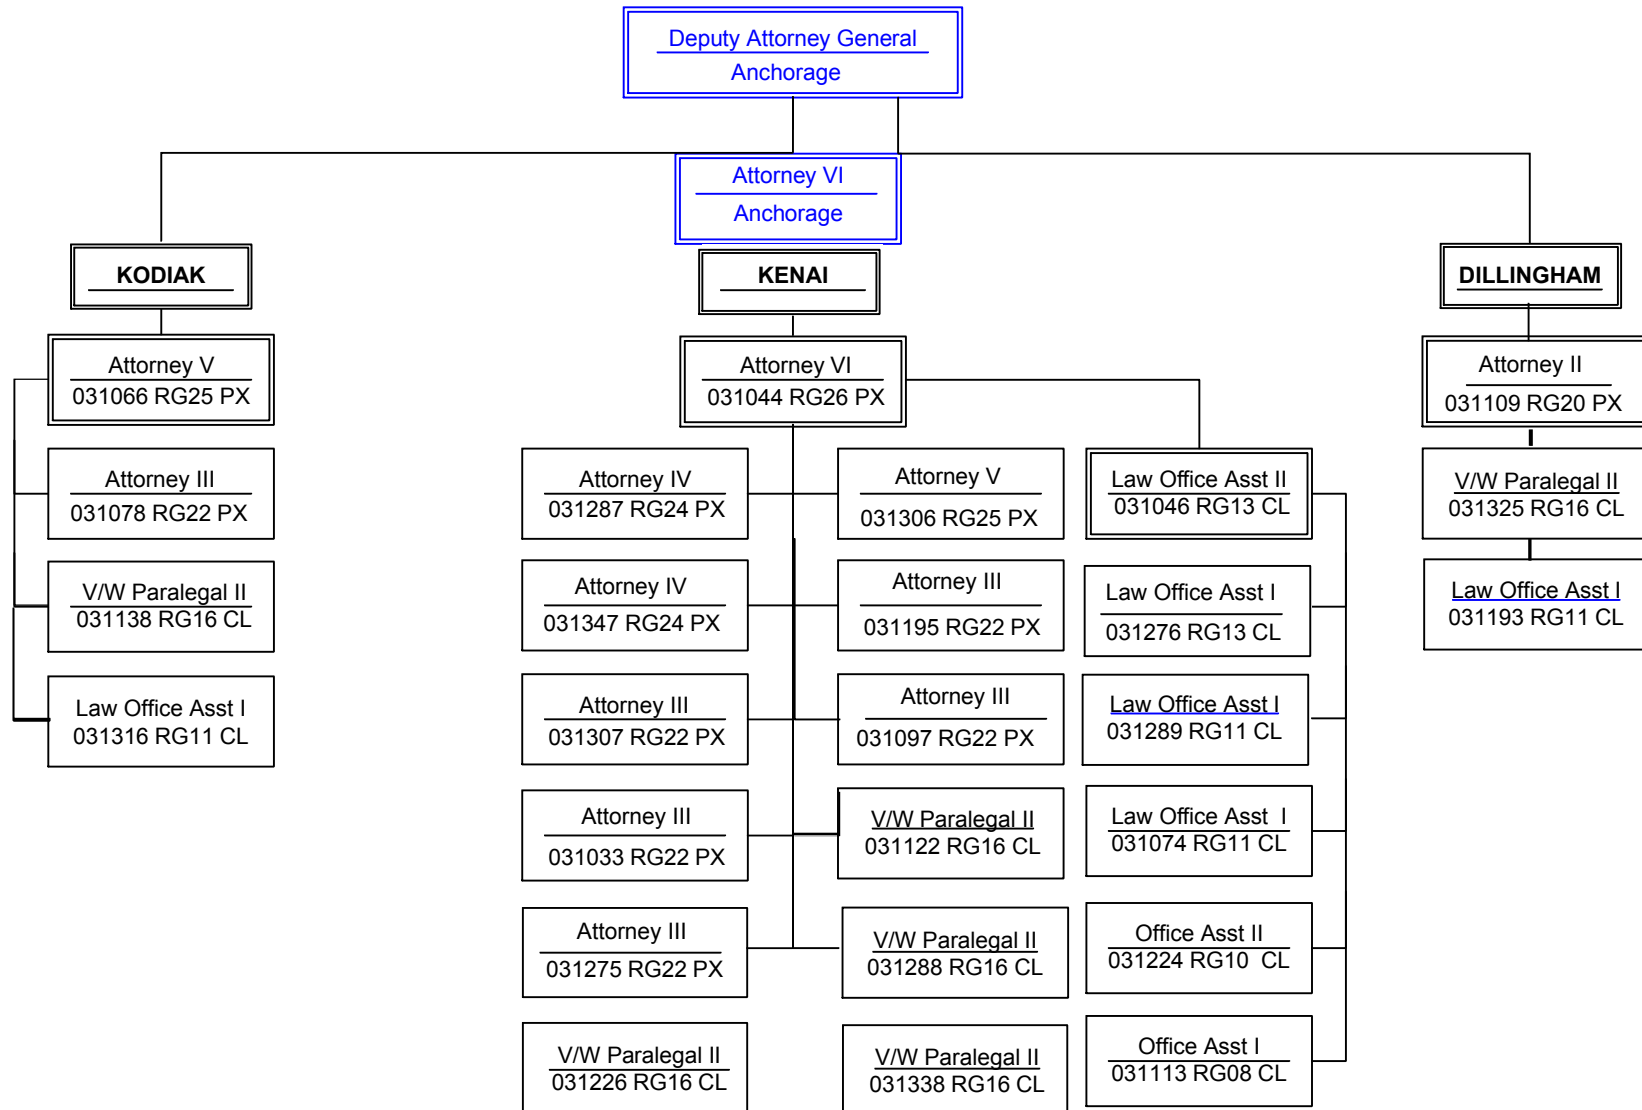 Deputy Attorney General
Anchorage
Attorney VI
Anchorage
KODIAK
KENAI
DILLINGHAM
Attorney V
031066 RG25 PX
Attorney VI
031044 RG26 PX
Attorney II
031109 RG20 PX
Attorney III
031078 RG22 PX
Attorney IV
031287 RG24 PX
Attorney V
031306 RG25 PX
Law Office Asst II
031046 RG13 CL
V/W Paralegal II
031325 RG16 CL
V/W Paralegal II
031138 RG16 CL
Attorney IV
031347 RG24 PX
Attorney III
031195 RG22 PX
Law Office Asst I
031276 RG13 CL
Law Office Asst I
031193 RG11 CL
Law Office Asst I
031316 RG11 CL
Attorney III
031307 RG22 PX
Attorney III
031097 RG22 PX
Law Office Asst I
031289 RG11 CL
Attorney III
031033 RG22 PX
V/W Paralegal II
031122 RG16 CL
Law Office Asst  I
031074 RG11 CL
Attorney III
031275 RG22 PX
V/W Paralegal II
031288 RG16 CL
Office Asst II
031224 RG10  CL
V/W Paralegal II
031226 RG16 CL
V/W Paralegal II
031338 RG16 CL
Office Asst I
031113 RG08 CL